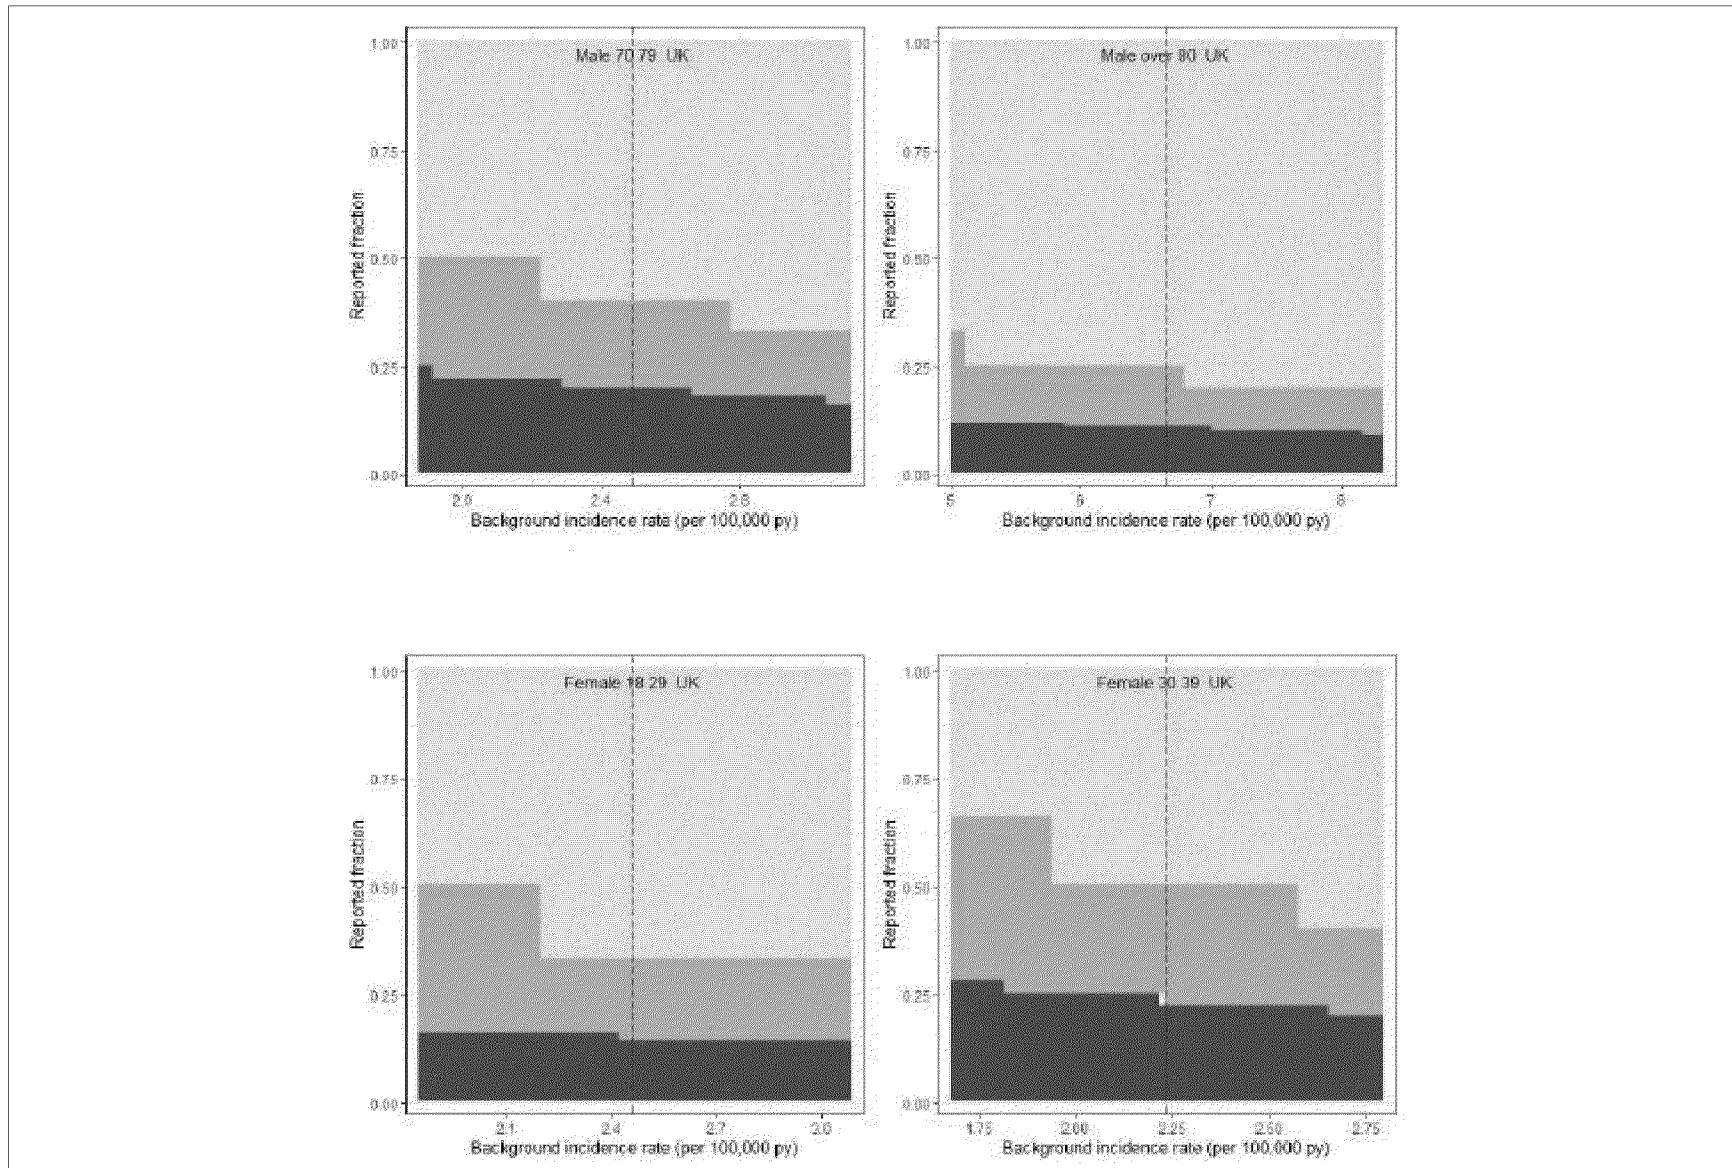 Male 70 79 UK
1.00
0.75
0.50
0.25
0.00
Reported fraction
2.0 2.4 2.8
Background incidence rate (per 100,000 py)
Male over 80 UK
1.00
0.75
0.50
0.25
0.00
Reported fraction
5 6 7 8
Background incidence rate (per 100,000 py)
Female 18 29 UK
1.00
0.75
0.50
0.25
0.00
Reported fraction
2.1 2.4 2.7 3.0
Background incidence rate (per 100,000 py)
Female 30 39 UK
1.00
0.75
0.50
0.25
0.00
Reported fraction
1.75 2.00 2.25 2.50 2.75
Background incidence rate (per 100,000 py)